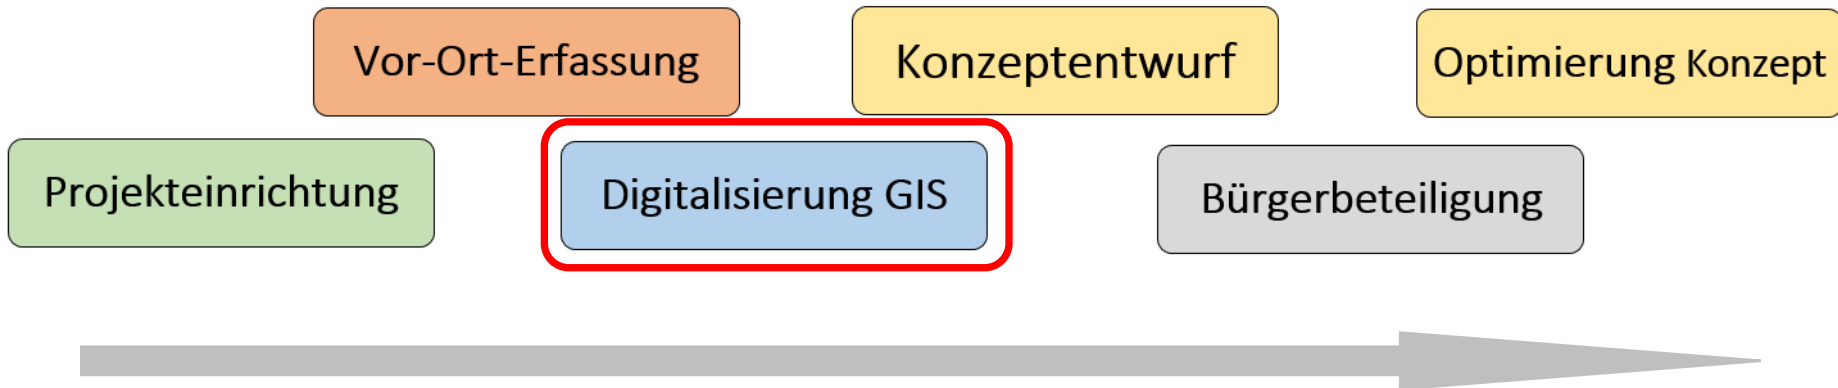 Vor-Ort-Erfassung
Konzeptentwurf
Optimierung Konzept
Projekteinrichtung
Digitalisierung GIS
Bürgerbeteiligung